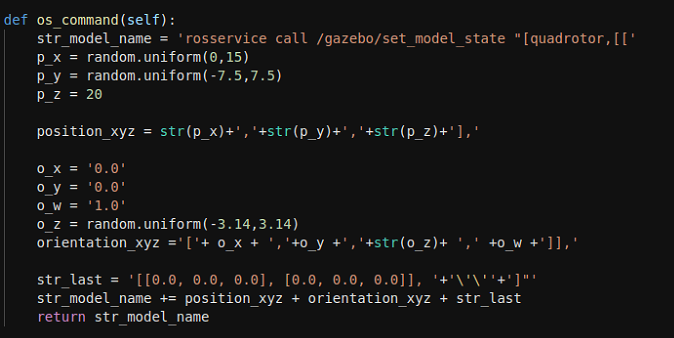 def os_command(self):
    str_model_name = 'rosservice call /gazebo/set_model_state "[quadrotor,[['
    p_x = random.uniform(0,15)
    p_y = random.uniform(-7.5,7.5)
    p_z = 20
    position_xyz = str(p_x)+','+str(p_y)+','+str(p_z)+'],'
    o_x = '0.0'
    o_y = '0.0'
    o_w = '1.0'
    o_z = random.uniform(-3.14,3.14)
    orientation_xyz ='['+ o_x + ','+o_y +','+str(o_z)+ ',' +o_w +']],'
    str_last = '[[0.0, 0.0, 0.0], [0.0, 0.0, 0.0]], '+'\'\''+']"'
    str_model_name += position_xyz + orientation_xyz + str_last
    return str_model_name